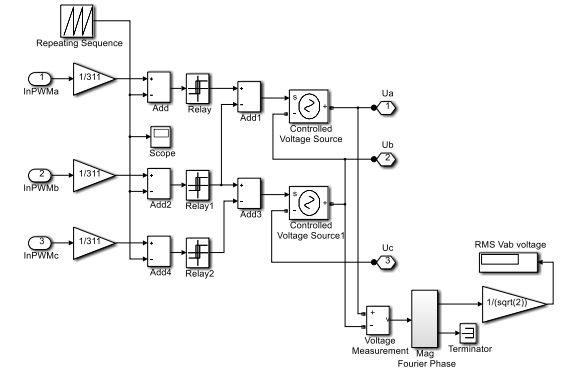 Repeating Sequence
1
InPWMa
1/311
+
-
Add
Relay
+
-
Add1
s
-
+
Controlled
Voltage Source
Ua
1
Scope
Ub
2
2
InPWMb
1/311
+
-
Add2
Relay1
+
-
Add3
s
-
+
Controlled
Voltage Source1
3
InPWMc
1/311
+
-
Add4
Relay2
Uc
3
RMS Vab voltage
1/(sqrt(2))
+
-
v
Voltage
Measurement
Mag
Fourier Phase
Terminator